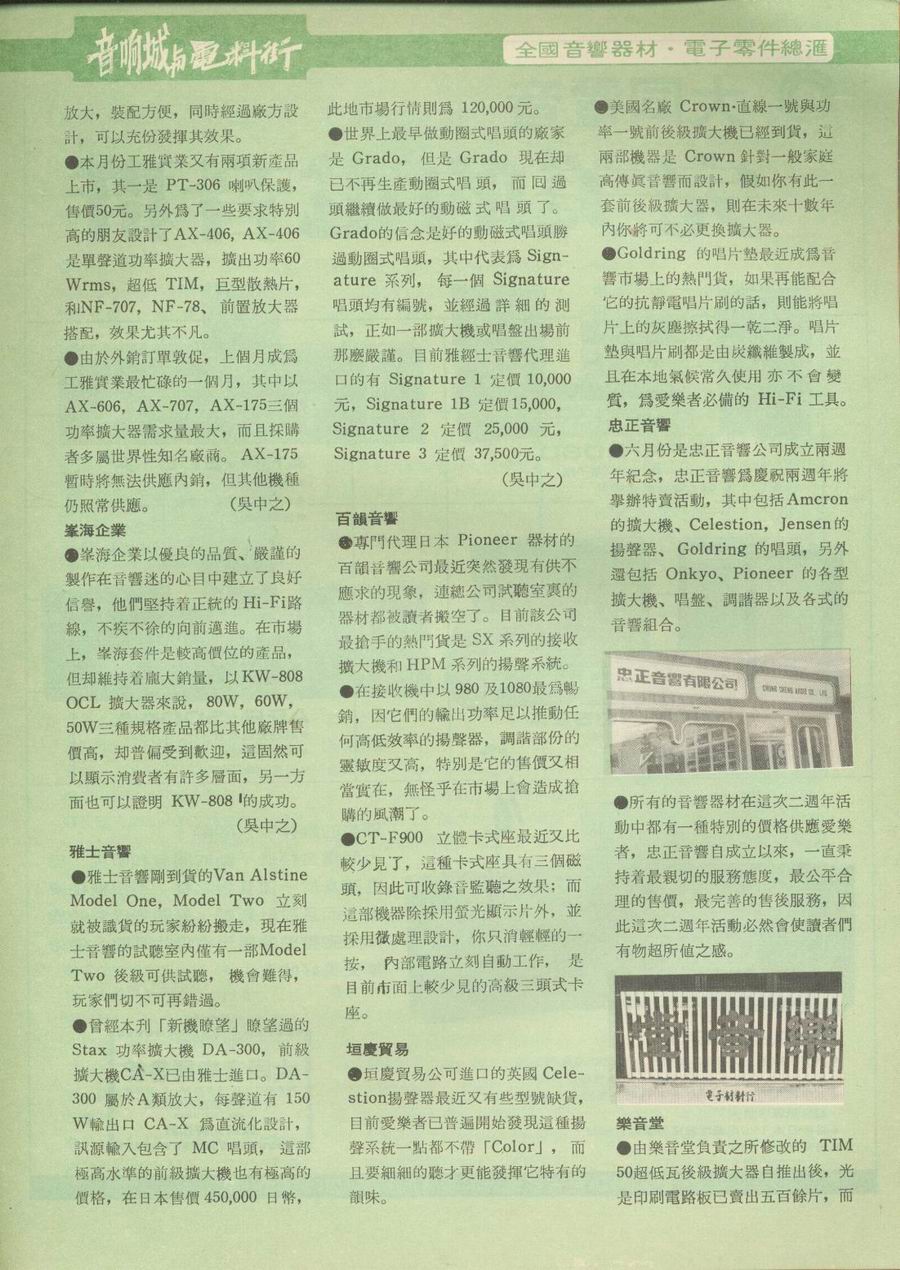 音响城与電料街
全國音響器材・電子零件總滙
放大，裝配方便，同時經過廠方設
計，可以充份發揮其效果。
●本月份工雅實業又有兩項新產品
上市，其一是 PT-306 喇叭保護，
售價50元。另外爲了一些要求特別
高的朋友設計了AX-406, AX-406
是單聲道功率擴大器，擴出功率60
Wrms，超低 TIM，巨型散熱片，
和NF-707, NF-78、前置放大器
搭配，效果尤其不凡。
●由於外銷訂單敦促，上個月成爲
工雅實業最忙碌的一個月，其中以
AX-606, AX-707, AX-175三個
功率擴大器需求量最大，而且採購
者多屬世界性知名廠商。 AX-175
暫時將無法供應內銷，但其他機種
仍照常供應。 （吳中之）
峯海企業
●峯海企業以優良的品質、嚴謹的
製作在音響迷的心目中建立了良好
信譽，他們堅持着正統的 Hi-Fi路
線，不疾不徐的向前邁進。在市場
上，峯海套件是較高價位的產品，
但却維持着龐大銷量，以KW-808
OCL 擴大器來說，80W, 60W,
50W三種規格產品都比其他廠牌售
價高，却普偏受到歡迎，這固然可
以顯示消費者有許多層面，另一方
面也可以證明 KW-808 的成功。
（吳中之）
雅士音響
●雅士音響剛到貨的Van Alstine
Model One, Model Two 立刻
就被識貨的玩家紛紛搬走，現在雅
士音響的試聽室內僅有一部Model
Two 後級可供試聽， 機會難得，
玩家們切不可再錯過。
●曾經本刊「新機瞭望」瞭望過的
Stax 功率擴大機 DA-300，前級
擴大機CA-X已由雅士進口。DA-
300 屬於A類放大，每聲道有 150
W輸出口 CA-X 爲直流化設計，
訊源輸入包含了 MC 唱頭， 這部
極高水準的前級擴大機也有極高的
價格，在日本售價 450,000 日幣，
此地市場行情則爲 120,000 元。
●世界上最早做動圈式唱頭的廠家
是 Grado， 但是 Grado 現在却
已不再生產動圈式唱頭， 而回過
頭繼續做最好的動磁式唱頭了。
Grado的信念是好的動磁式唱頭勝
過動圈式唱頭，其中代表爲 Sign-
ature 系列， 每一個 Signature
唱頭均有編號，並經過詳細的測
試，正如一部擴大機或唱盤出場前
那麼嚴謹。目前雅經士音響代理進
口的有 Signature 1 定價 10,000
元，Signature 1B 定價15,000,
Signature 2 定價 25,000 元，
Signature 3 定價 37,500元。
（吳中之）
百韻音響
●專門代理日本 Pioneer 器材的
百韻音響公司最近突然發現有供不
應求的現象，連總公司試聽室裏的
器材都被讀者搬空了。目前該公司
最搶手的熱門貨是 SX 系列的接收
擴大機和 HPM 系列的揚聲系統。
●在接收機中以 980 及1080最爲暢
銷，因它們的輸出功率足以推動任
何高低效率的揚聲器，調諧部份的
靈敏度又高，特別是它的售價又相
當實在，無怪乎在市場上會造成搶
購的風潮了。
●CT-F900 立體卡式座最近又比
較少見了，這種卡式座具有三個磁
頭，因此可收錄音監聽之效果；而
這部機器除採用螢光顯示片外，並
採用微處理設計，你只消輕輕的一
按， 內部電路立刻自動工作， 是
目前市面上較少見的高級三頭式卡
座。
垣慶貿易
●垣慶貿易公司進口的英國 Cele-
stion揚聲器最近又有些型號缺貨，
目前愛樂者已普遍開始發現這種揚
聲系統一點都不帶「Color」，而
且要細細的聽才更能發揮它特有的
韻味。
●美國名廠 Crown·直線一號與功
率一號前後級擴大機已經到貨，這
兩部機器是 Crown 針對一般家庭
高傳眞音響而設計，假如你有此一
套前後級擴大器，則在未來十數年
內你將可不必更換擴大器。
●Goldring 的唱片墊最近成爲音
響市場上的熱門貨，如果再能配合
它的抗靜電唱片刷的話，則能將唱
片上的灰塵擦拭得一乾二淨。唱片
墊與唱片刷都是由炭纖維製成，並
且在本地氣候常久使用亦不會變
質，爲愛樂者必備的 Hi-Fi 工具。
忠正音響
●六月份是忠正音響公司成立兩週
年紀念，忠正音響爲慶祝兩週年將
舉辦特賣活動，其中包括 Amcron
的擴大機、Celestion, Jensen的
揚聲器、Goldring 的唱頭，另外
還包括 Onkyo、Pioneer 的各型
擴大機、唱盤、調諧器以及各式的
音響組合。
忠正音響有限公司
CHUNG CHENG AUDIO CO., LTD.
●所有的音響器材在這次二週年活
動中都有一種特別的價格供應愛樂
者，忠正音響自成立以來，一直秉
持着最親切的服務態度，最公平合
理的售價，最完善的售後服務，因
此這次二週年活動必然會使讀者們
有物超所值之感。
音響樂
電子材料行
樂音堂
●由樂音堂負責之所修改的 TIM
50超低瓦後級擴大器自推出後，光
是印刷電路板已賣出五百餘片，而